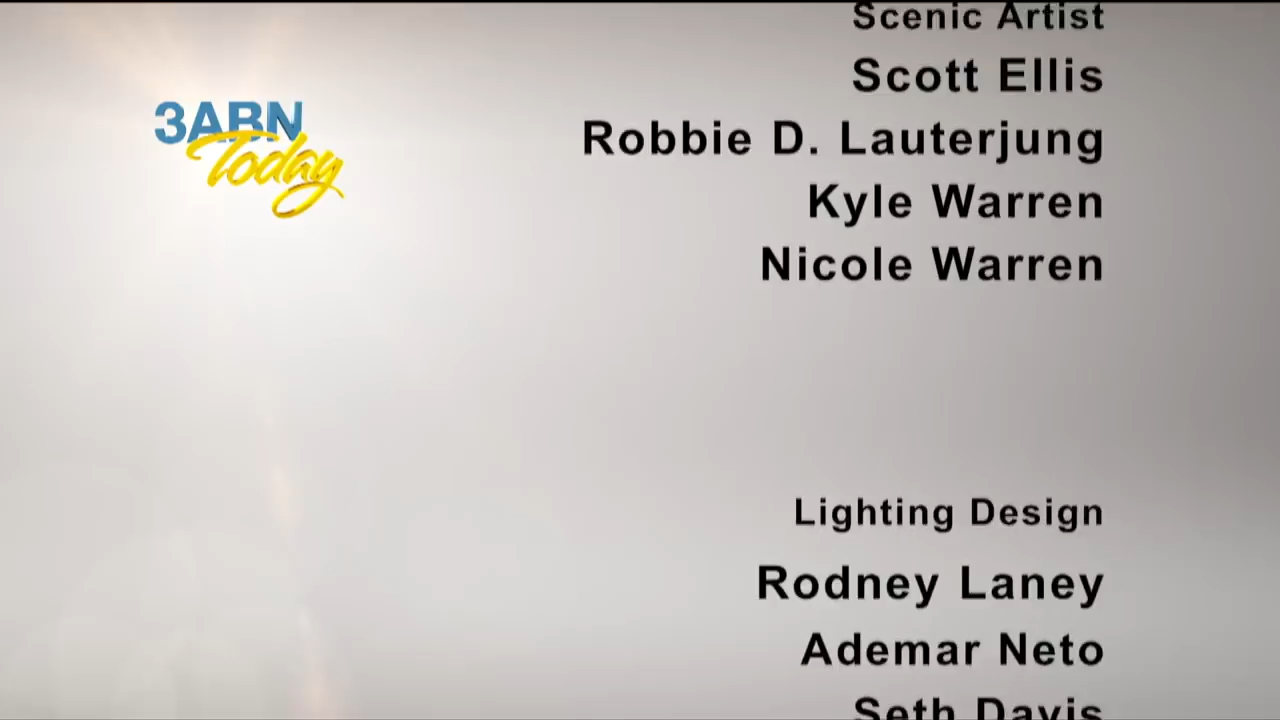 3ABN
Today
Scenic Artist
Scott Ellis
Robbie D. Lauterjung
Kyle Warren
Nicole Warren
Lighting Design
Rodney Laney
Ademar Neto
Seth Davis